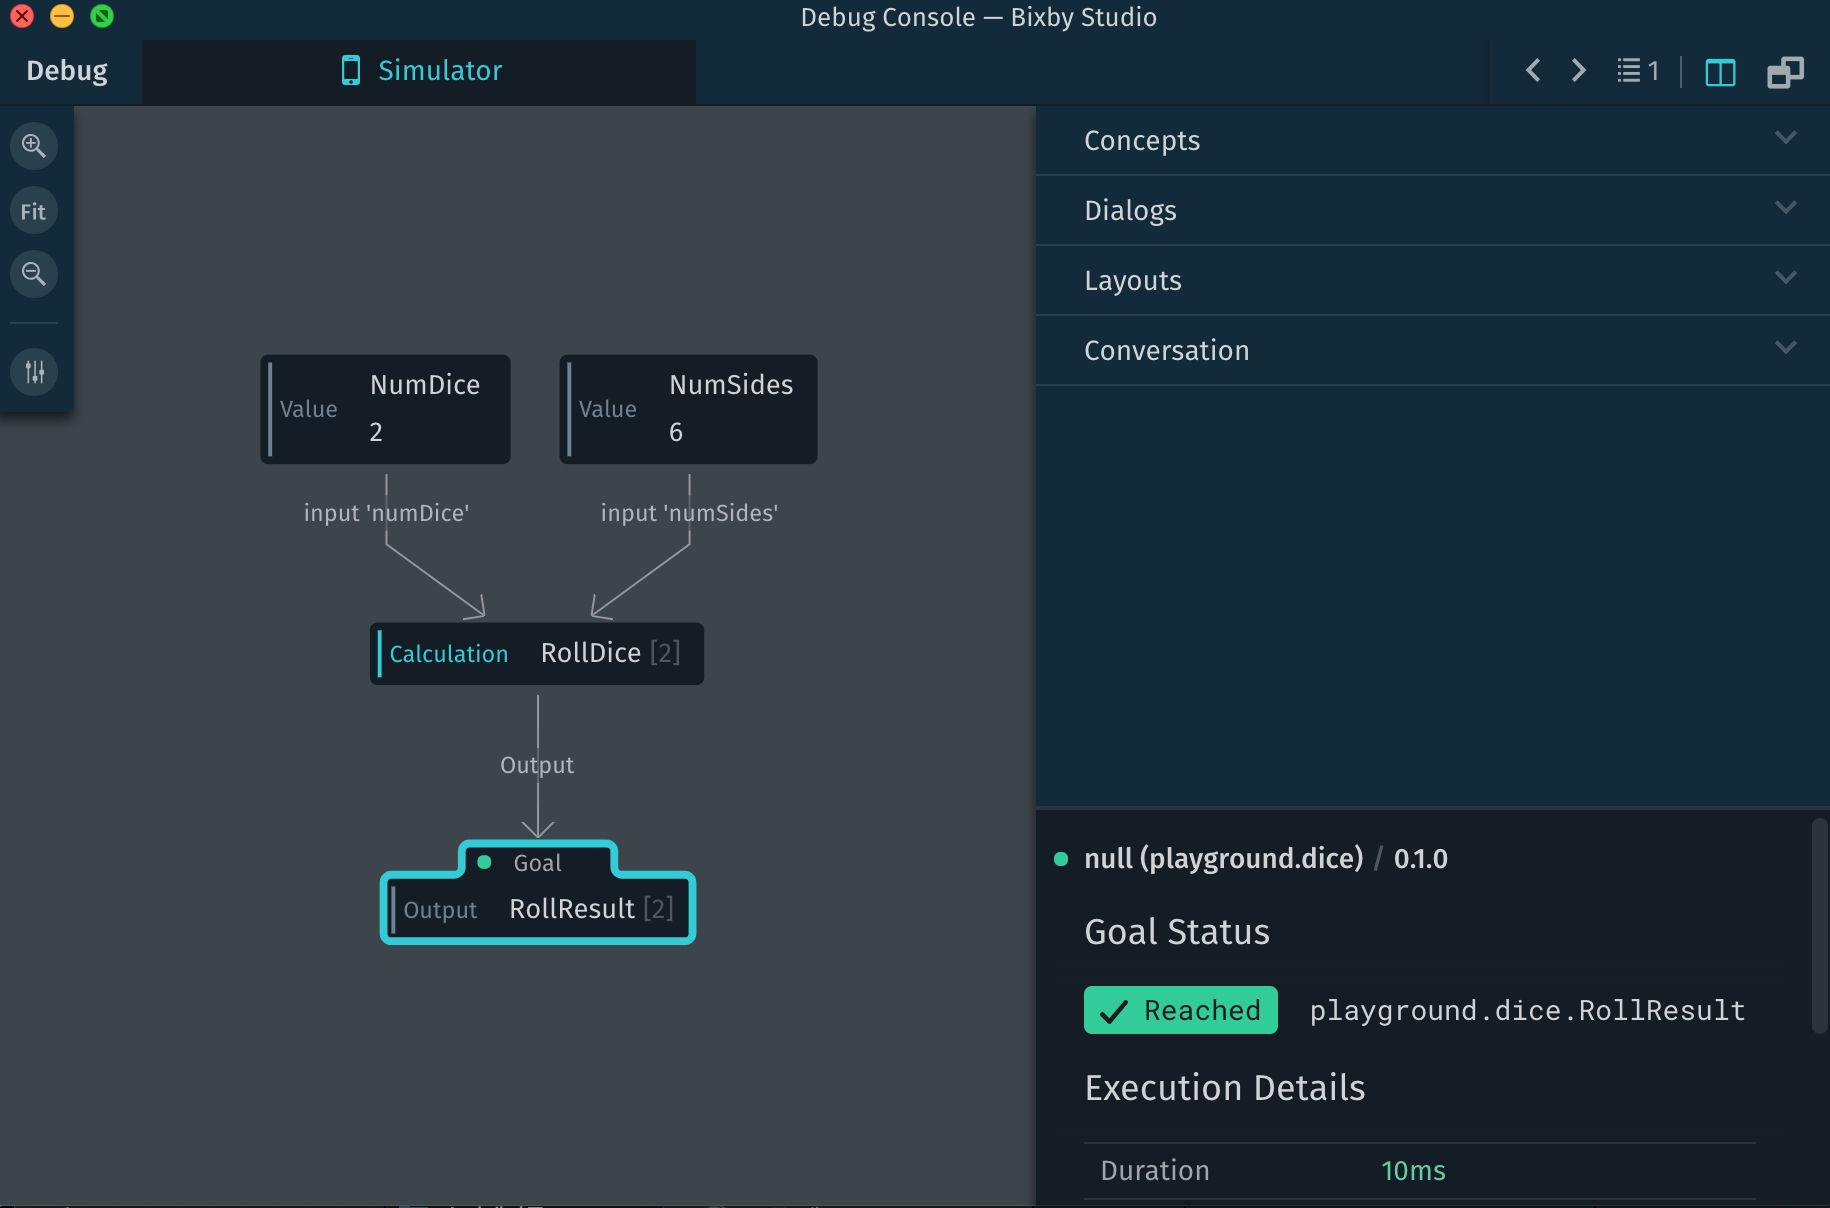 Debug Console — Bixby Studio
Debug
Simulator
1
Fit
Concepts
Dialogs
Layouts
Conversation
NumDice
Value
2
NumSides
Value
6
input 'numDice'
input 'numSides'
Calculation RollDice [2]
Output
Goal
Output RollResult [2]
null (playground.dice) / 0.1.0
Goal Status
Reached playground.dice.RollResult
Execution Details
Duration 10ms